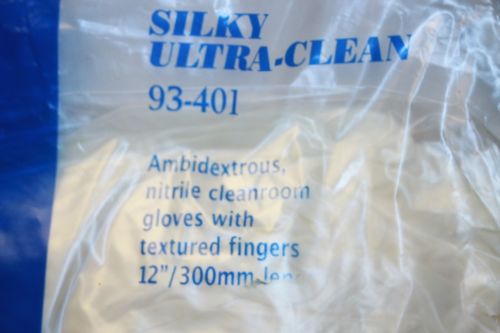 SILKY
ULTRA-CLEAN
93-401
Ambidextrous,
nitrile cleanroom
gloves with
textured fingers
12"/300mm